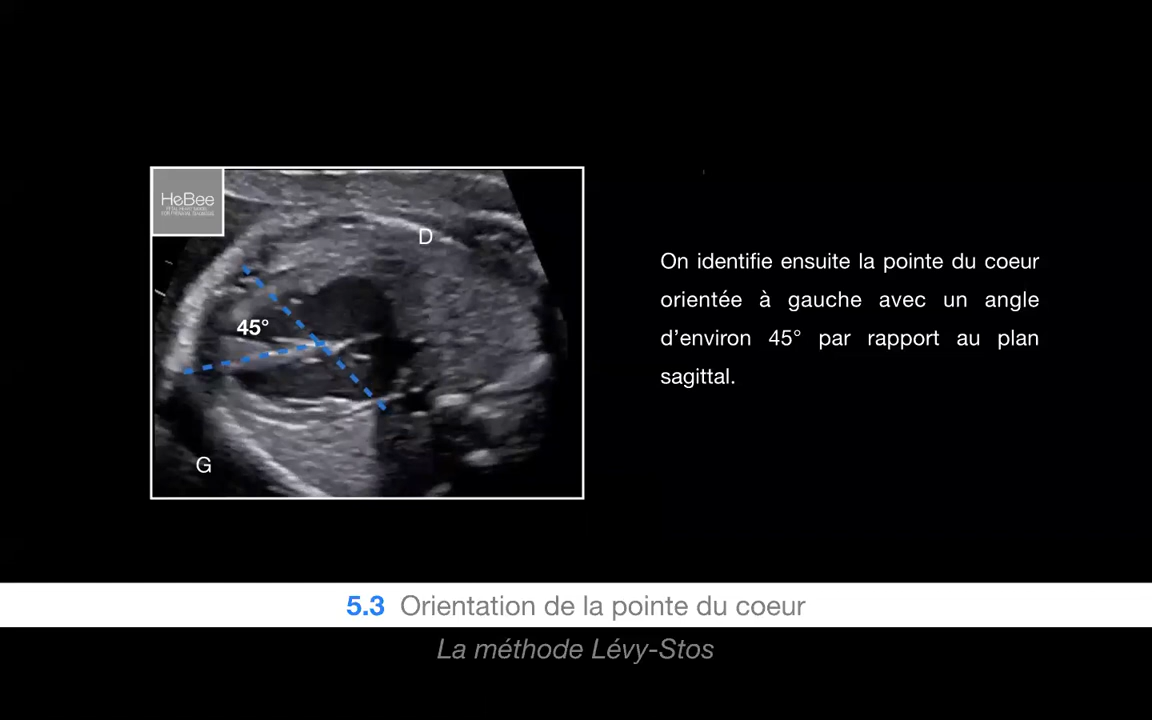 HeBee
D
45°
G
On identifie ensuite la pointe du coeur
orientée à gauche avec un angle
d'environ 45° par rapport au plan
sagittal.
5.3 Orientation de la pointe du coeur
La méthode Lévy-Stos